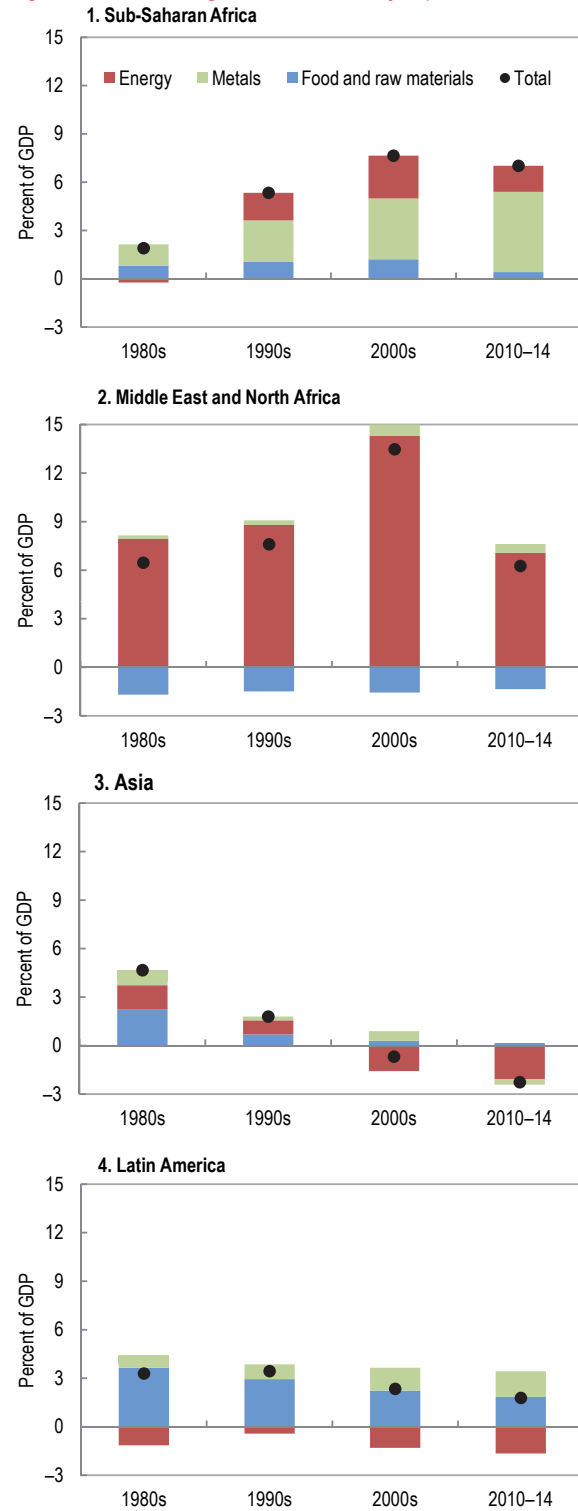 1. Sub-Saharan Africa
15
Energy Metals Food and raw materials Total
12
9
6
3
0
–3
Percent of GDP
1980s 1990s 2000s 2010–14
2. Middle East and North Africa
15
12
9
6
3
0
–3
Percent of GDP
1980s 1990s 2000s 2010–14
3. Asia
15
12
9
6
3
0
–3
Percent of GDP
1980s 1990s 2000s 2010–14
4. Latin America
15
12
9
6
3
0
–3
Percent of GDP
1980s 1990s 2000s 2010–14